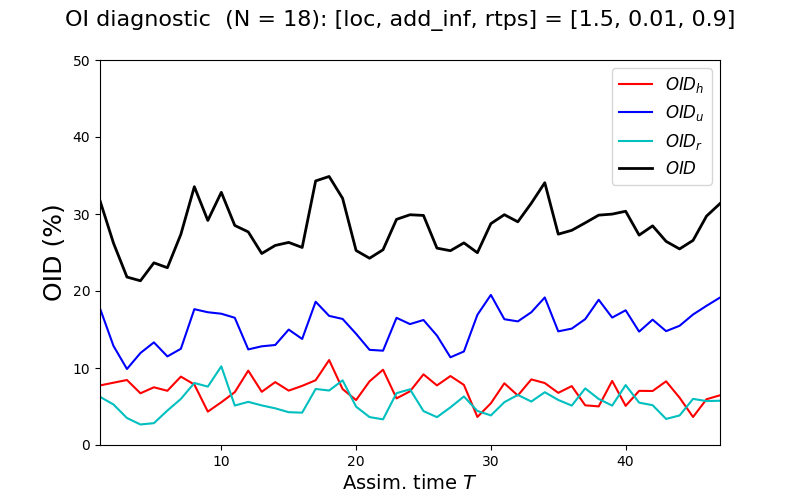 OI diagnostic (N = 18): [loc, add_inf, rtps] = [1.5, 0.01, 0.9]
OID (%)
50
40
30
20
10
0
10 20 30 40
Assim. time T
OID_h
OID_u
OID_r
OID